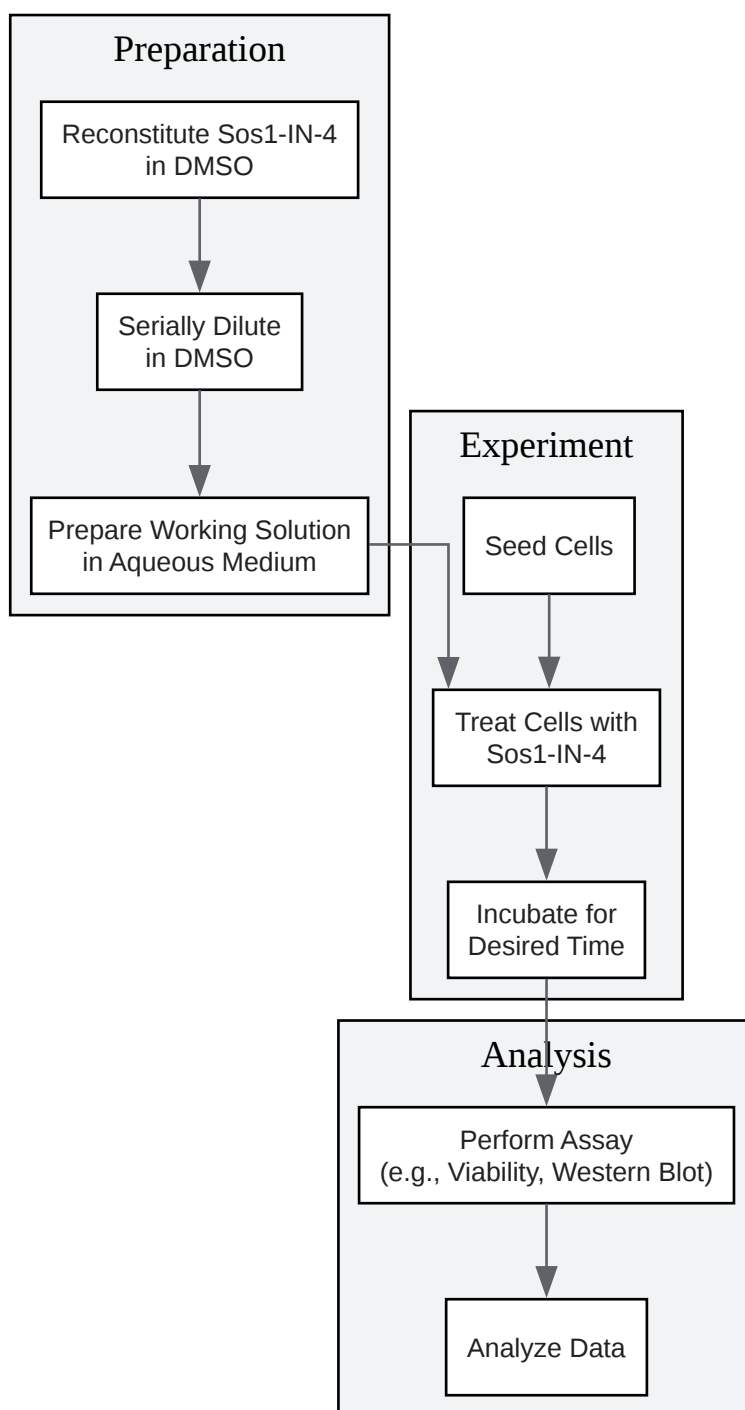 Preparation
Reconstitute Sos1-IN-4
in DMSO
Serially Dilute
in DMSO
Prepare Working Solution
in Aqueous Medium
Experiment
Seed Cells
Treat Cells with
Sos1-IN-4
Incubate for
Desired Time
Analysis
Perform Assay
(e.g., Viability, Western Blot)
Analyze Data